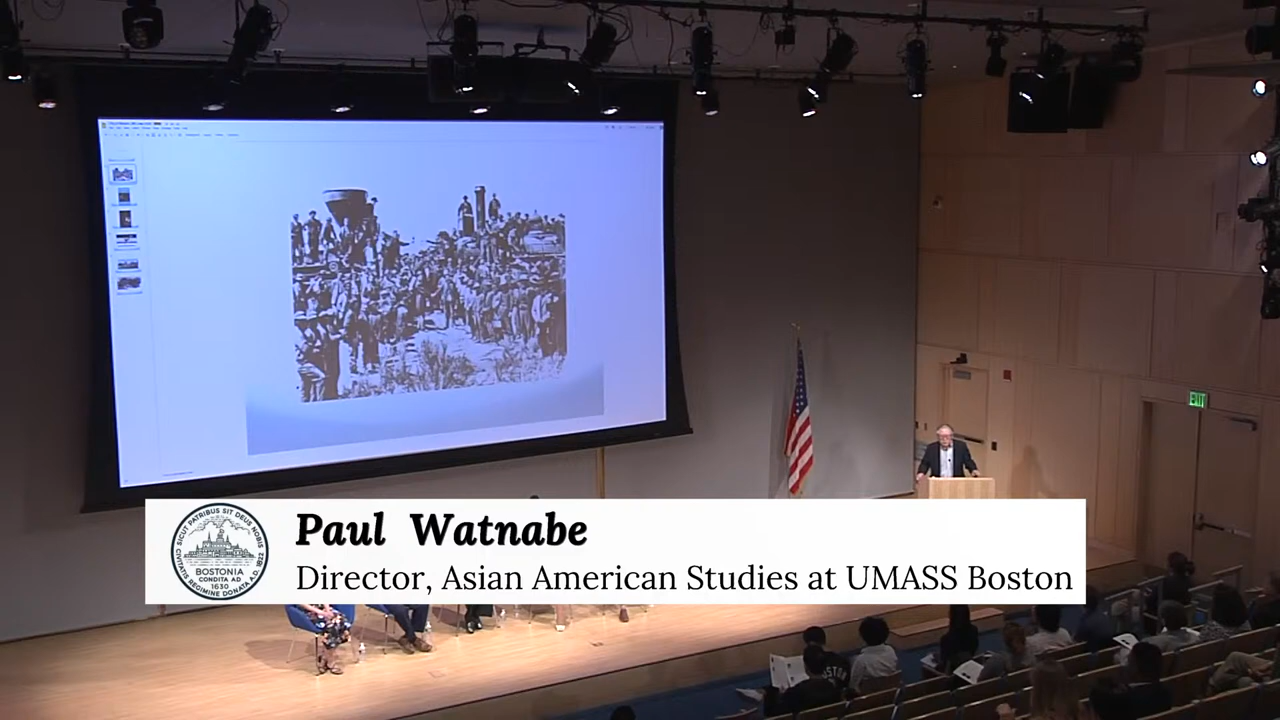 EXIT
Paul Watnabe
Director, Asian American Studies at UMASS Boston
SICUT PATRIBUS SIT DEUS NOBIS
BOSTONIA
CONDITA AD
1630
CIVITATIS REGIMINE DONATA A.D. 1822